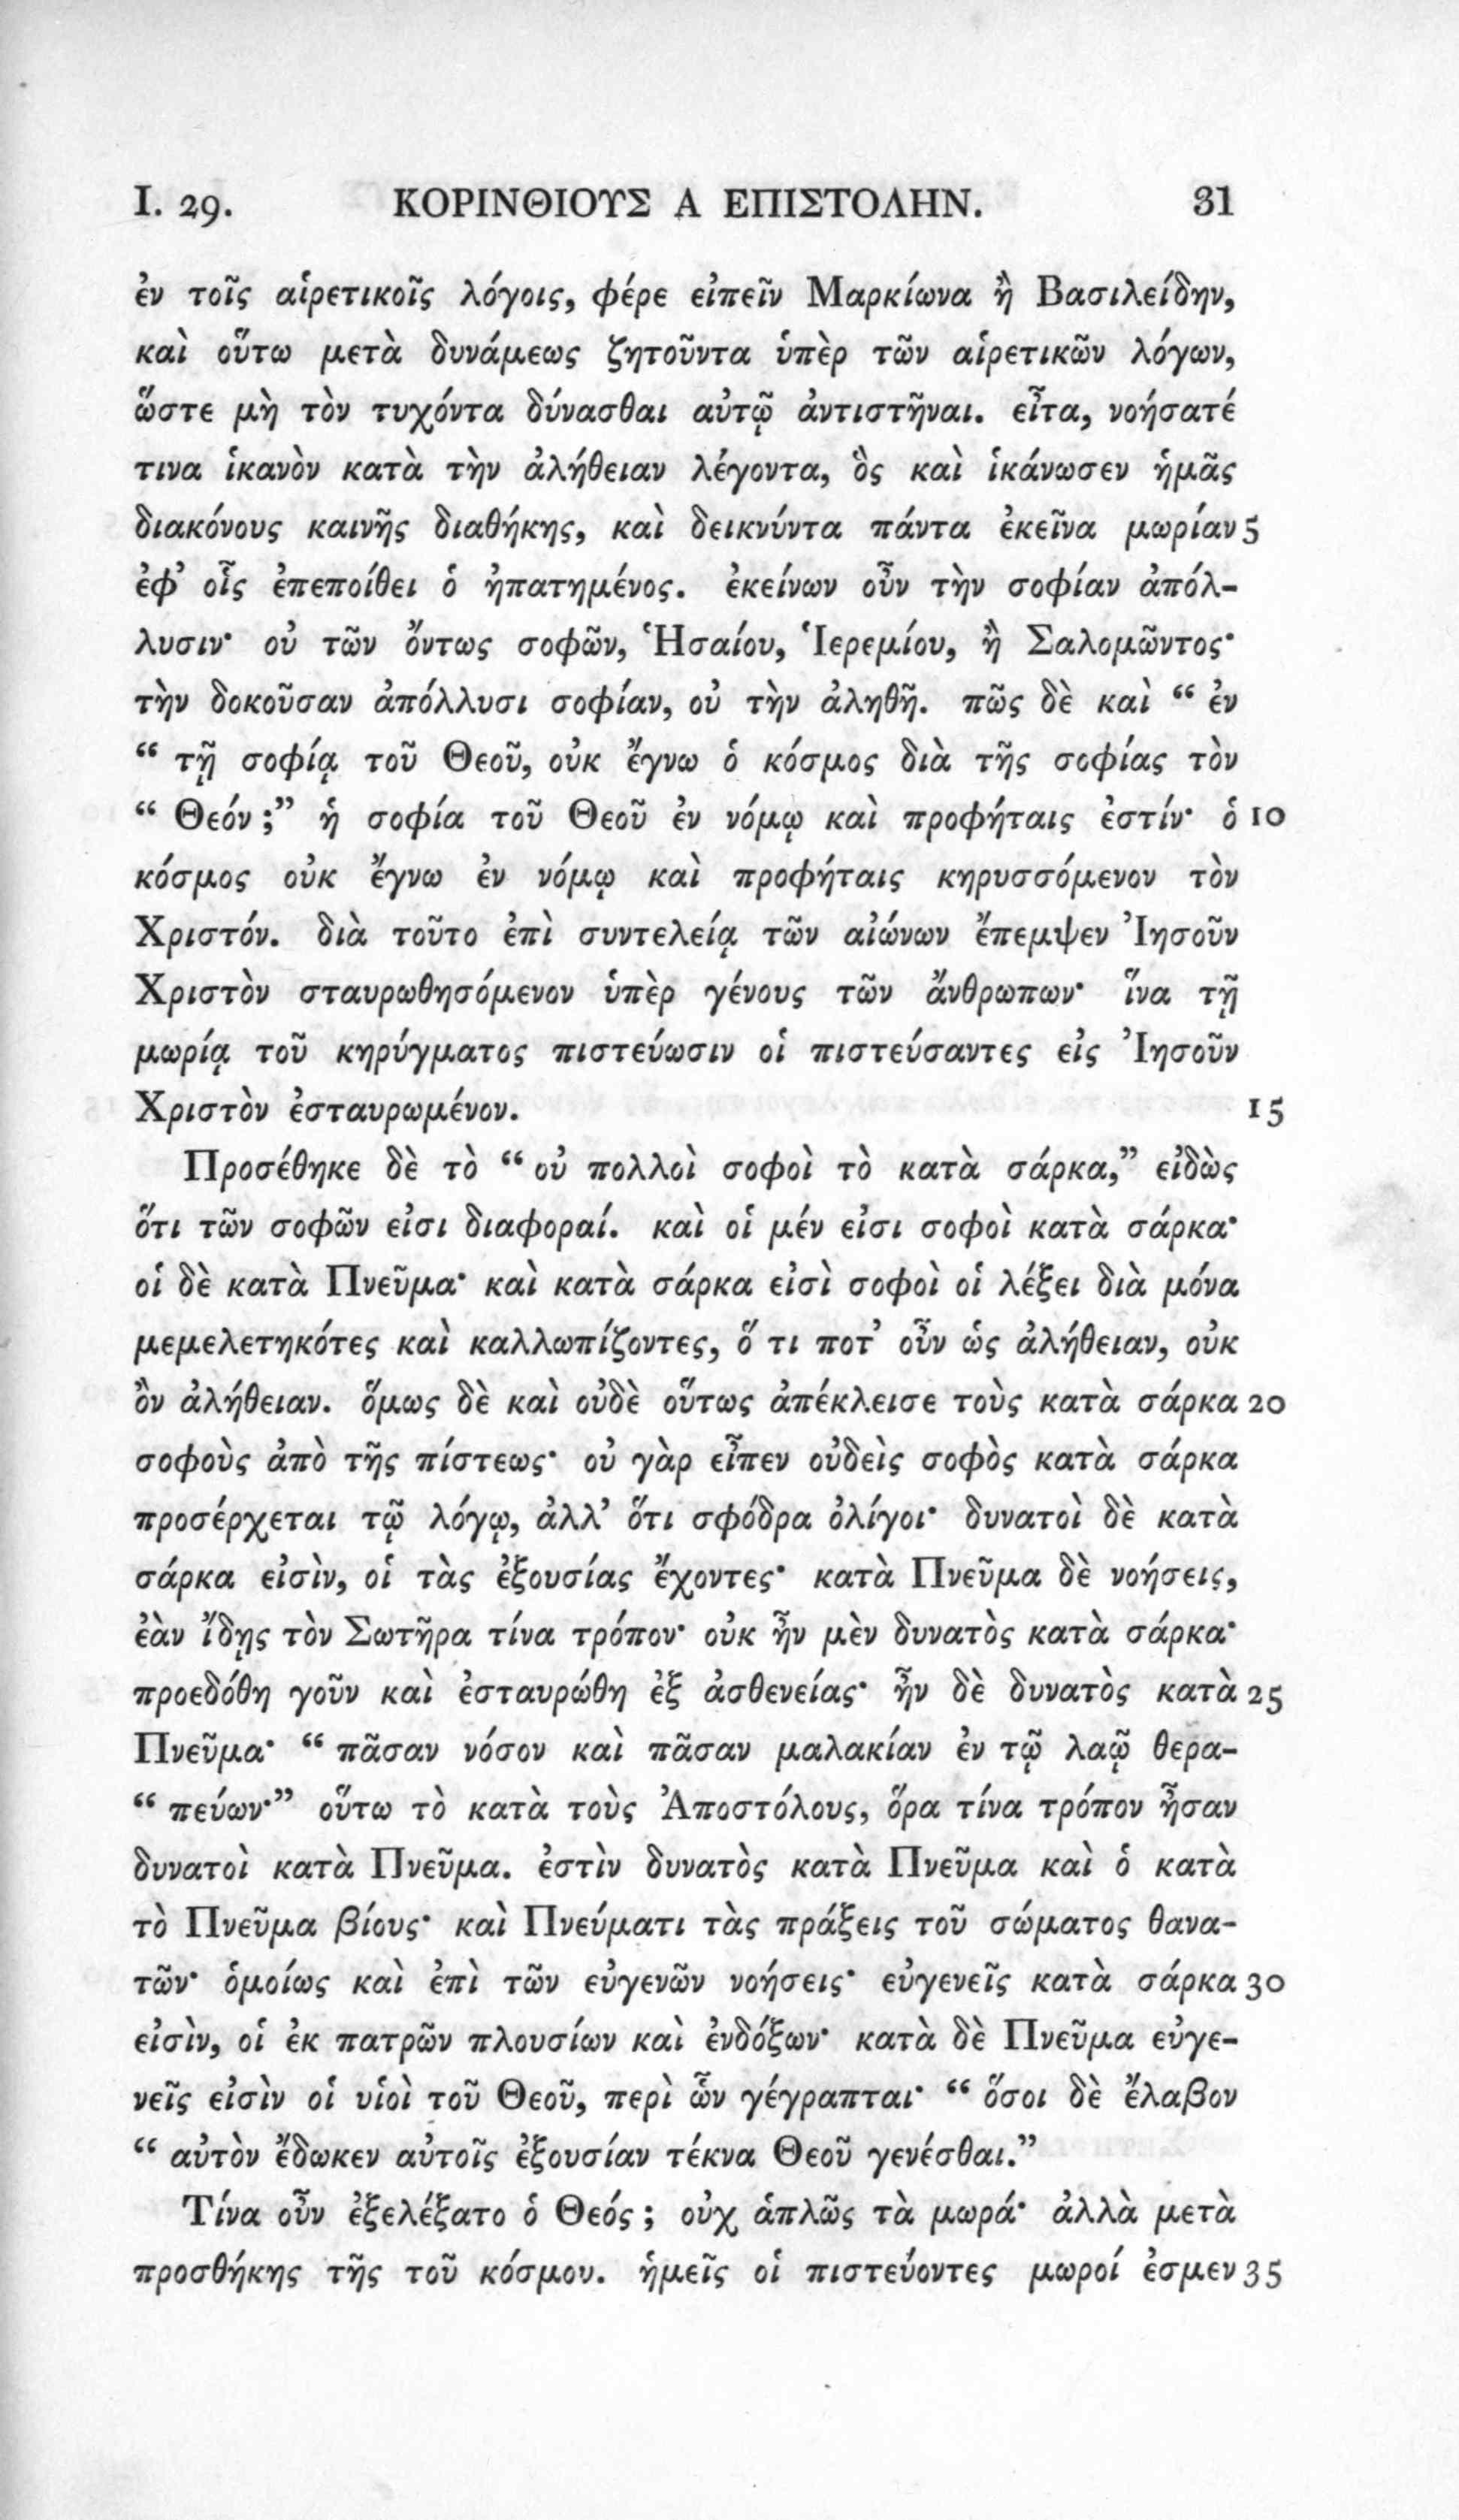 I. 29. ΚΟΡΙΝΘΙΟΥΣ Α ΕΠΙΣΤΟΛΗΝ. 31
ἐν τοῖς αἱρετικοῖς λόγοις, φέρε εἰπεῖν Μαρκίωνα ἢ Βασιλείδην,
καὶ οὕτω μετὰ δυνάμεως ζητοῦντα ὑπὲρ τῶν αἱρετικῶν λόγων,
ὥστε μὴ τὸν τυχόντα δύνασθαι αὐτῷ ἀντιστῆναι. εἶτα, νοήσατέ
τινα ἱκανὸν κατὰ τὴν ἀλήθειαν λέγοντα, ὃς καὶ ἱκάνωσεν ἡμᾶς
διακόνους καινῆς διαθήκης, καὶ δεικνύντα πάντα ἐκεῖνα μωρίαν 5
ἐφ’ οἷς ἐπεποίθει ὁ ἠπατημένος. ἐκείνων οὖν τὴν σοφίαν ἀπόλ-
λυσιν· οὐ τῶν ὄντως σοφῶν, Ἡσαίου, Ἱερεμίου, ἢ Σαλομῶντος·
τὴν δοκοῦσαν ἀπόλλυσι σοφίαν, οὐ τὴν ἀληθῆ. πῶς δὲ καὶ “ ἐν
“ τῇ σοφίᾳ τοῦ Θεοῦ, οὐκ ἔγνω ὁ κόσμος διὰ τῆς σοφίας τὸν
“ Θεόν ;” ἡ σοφία τοῦ Θεοῦ ἐν νόμῳ καὶ προφήταις ἐστίν· ὁ 10
κόσμος οὐκ ἔγνω ἐν νόμῳ καὶ προφήταις κηρυσσόμενον τὸν
Χριστόν. διὰ τοῦτο ἐπὶ συντελείᾳ τῶν αἰώνων ἔπεμψεν Ἰησοῦν
Χριστὸν σταυρωθησόμενον ὑπὲρ γένους τῶν ἄνθρωπων· ἵνα τῇ
μωρίᾳ τοῦ κηρύγματος πιστεύωσιν οἱ πιστεύσαντες εἰς Ἰησοῦν
Χριστὸν ἐσταυρωμένον. 15
Προσέθηκε δὲ τὸ “ οὐ πολλοὶ σοφοὶ τὸ κατὰ σάρκα,” εἰδὼς
ὅτι τῶν σοφῶν εἰσι διαφοραί. καὶ οἱ μέν εἰσι σοφοὶ κατὰ σάρκα·
οἱ δὲ κατὰ Πνεῦμα· καὶ κατὰ σάρκα εἰσὶ σοφοὶ οἱ λέξει διὰ μόνα
μεμελετηκότες καὶ καλλωπίζοντες, ὅ τι ποτ’ οὖν ὡς ἀλήθειαν, οὐκ
ὂν ἀλήθειαν. ὅμως δὲ καὶ οὐδὲ οὕτως ἀπέκλεισε τοὺς κατὰ σάρκα 20
σοφοὺς ἀπὸ τῆς πίστεως· οὐ γὰρ εἶπεν οὐδεὶς σοφὸς κατὰ σάρκα
προσέρχεται τῷ λόγῳ, ἀλλ’ ὅτι σφόδρα ὀλίγοι· δυνατοὶ δὲ κατὰ
σάρκα εἰσὶν, οἱ τὰς ἐξουσίας ἔχοντες· κατὰ Πνεῦμα δὲ νοήσεις,
ἐὰν ἴδῃς τὸν Σωτῆρα τίνα τρόπον· οὐκ ἦν μὲν δυνατὸς κατὰ σάρκα·
προεδόθη γοῦν καὶ ἐσταυρώθη ἐξ ἀσθενείας· ἦν δὲ δυνατὸς κατὰ 25
Πνεῦμα· “ πᾶσαν νόσον καὶ πᾶσαν μαλακίαν ἐν τῷ λαῷ θερα-
“ πεύων·” οὕτω τὸ κατὰ τοὺς Ἀποστόλους, ὅρα τίνα τρόπον ἦσαν
δυνατοὶ κατὰ Πνεῦμα. ἐστὶν δυνατὸς κατὰ Πνεῦμα καὶ ὁ κατὰ
τὸ Πνεῦμα βίους· καὶ Πνεύματι τὰς πράξεις τοῦ σώματος θανα-
τῶν· ὁμοίως καὶ ἐπὶ τῶν εὐγενῶν νοήσεις· εὐγενεῖς κατὰ σάρκα 30
εἰσὶν, οἱ ἐκ πατρῶν πλουσίων καὶ ἐνδόξων· κατὰ δὲ Πνεῦμα εὐγε-
νεῖς εἰσὶν οἱ υἱοὶ τοῦ Θεοῦ, περὶ ὧν γέγραπται· “ ὅσοι δὲ ἔλαβον
“ αὐτὸν ἔδωκεν αὐτοῖς ἐξουσίαν τέκνα Θεοῦ γενέσθαι.”
Τίνα οὖν ἐξελέξατο ὁ Θεός ; οὐχ ἁπλῶς τὰ μωρά· ἀλλὰ μετὰ
προσθήκης τῆς τοῦ κόσμου. ἡμεῖς οἱ πιστεύοντες μωροί ἐσμεν 35